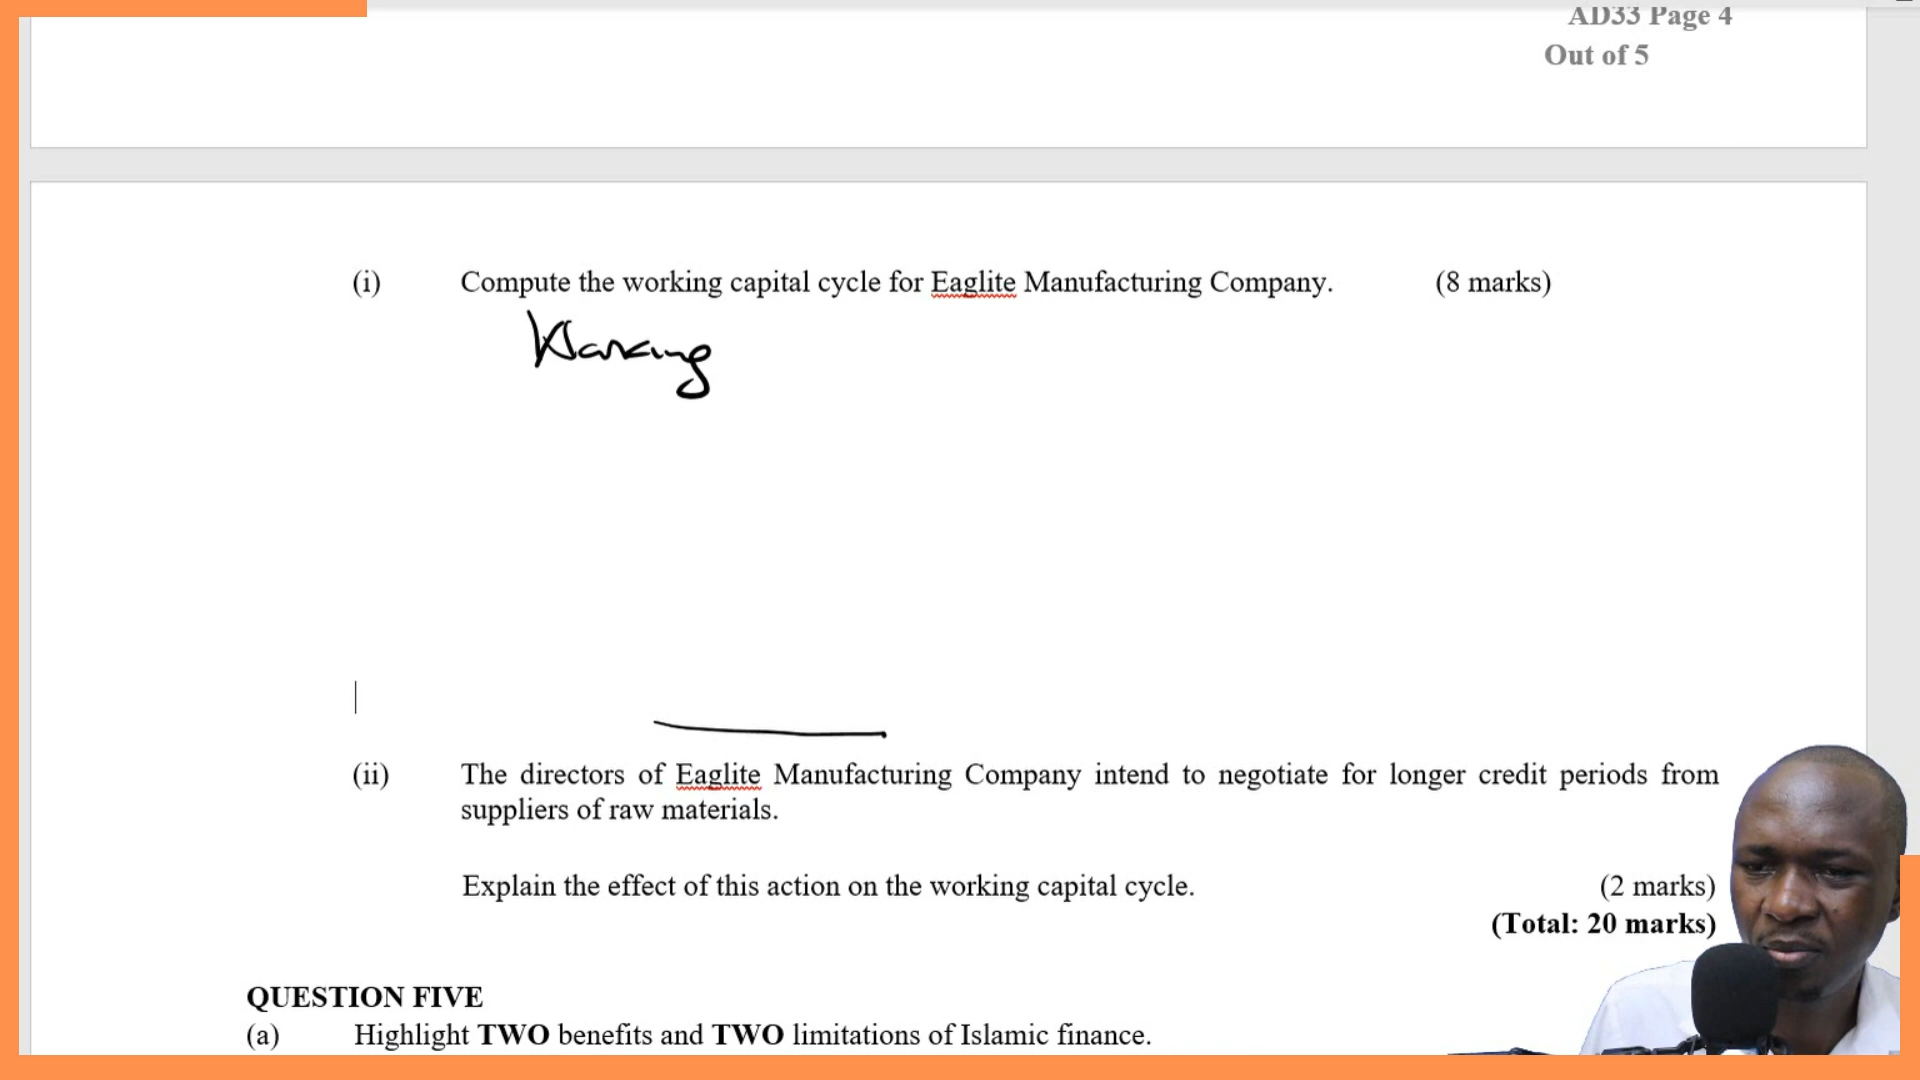 AD33 Page 4
Out of 5
(i) Compute the working capital cycle for Eaglite Manufacturing Company. (8 marks)
Working
(ii) The directors of Eaglite Manufacturing Company intend to negotiate for longer credit periods from
suppliers of raw materials.
Explain the effect of this action on the working capital cycle. (2 marks)
(Total: 20 marks)
QUESTION FIVE
(a) Highlight TWO benefits and TWO limitations of Islamic finance.